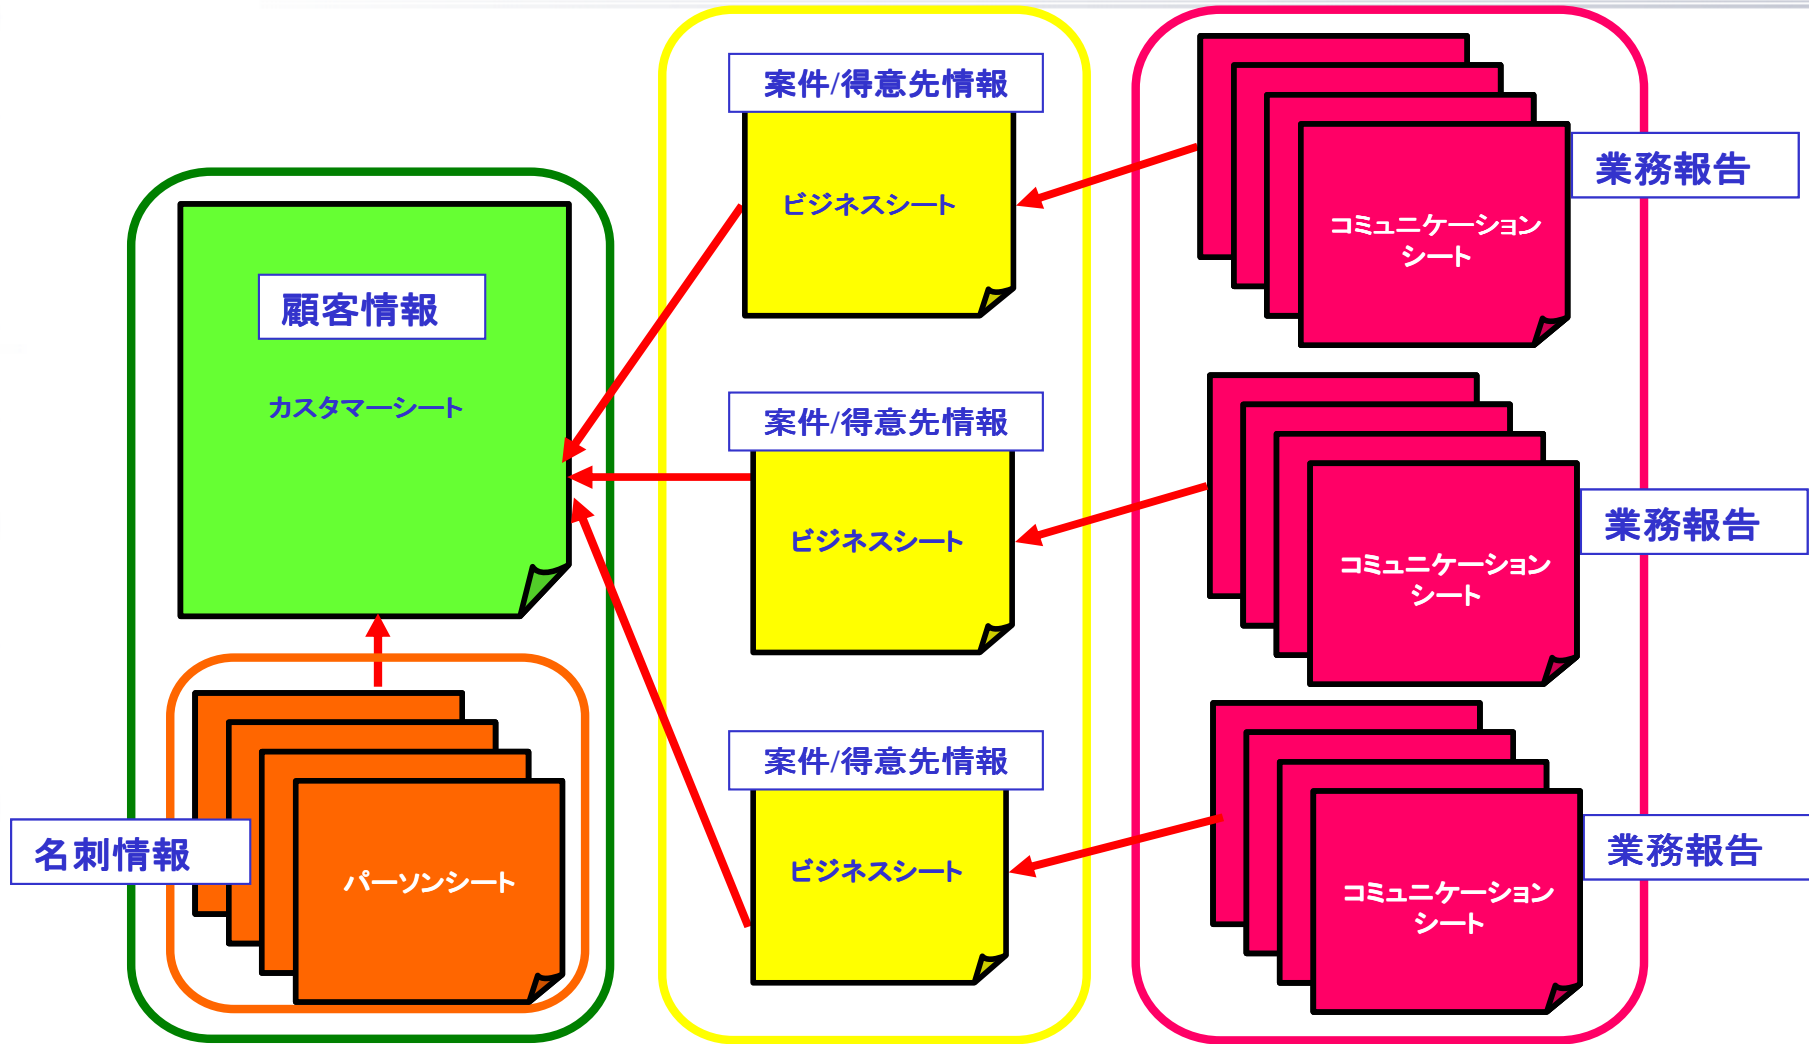 顧客情報
カスタマーシート
名刺情報
パーソンシート
案件/得意先情報
ビジネスシート
案件/得意先情報
ビジネスシート
案件/得意先情報
ビジネスシート
業務報告
コミュニケーション
シート
業務報告
コミュニケーション
シート
業務報告
コミュニケーション
シート